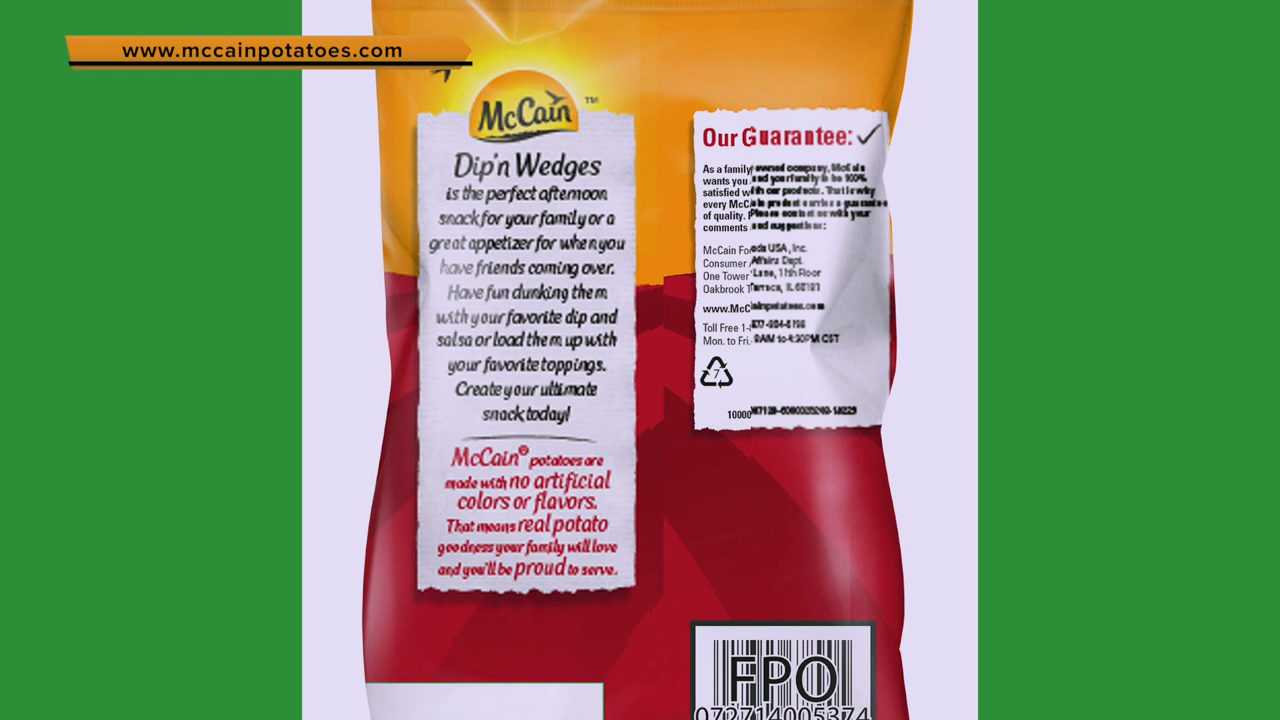 www.mccainpotatoes.com
McCain TM
Dip'n Wedges
is the perfect afternoon
snack for your family or a
great appetizer for when you
have friends coming over.
Have fun dunking them
with your favorite dip and
salsa or load them up with
your favorite toppings.
Create your ultimate
snack today!
McCain® potatoes are
made with no artificial
colors or flavors.
That means real potato
goodness your family will love
and you'll be proud to serve.
Our Guarantee:
As a family owned company, McCain
wants you and your family to be 100%
satisfied with our products. That is why
every McCain product carries a guarantee
of quality. Please contact us with your
comments and suggestions:
McCain Foods USA, Inc.
Consumer Affairs Dept.
One Tower Lane, 11th Floor
Oakbrook Terrace, IL 60181
www.McCainpotatoes.com
Toll Free 1-
Mon. to Fri. 8AM to 4:30PM CST
7
10000
FPO
072714005374